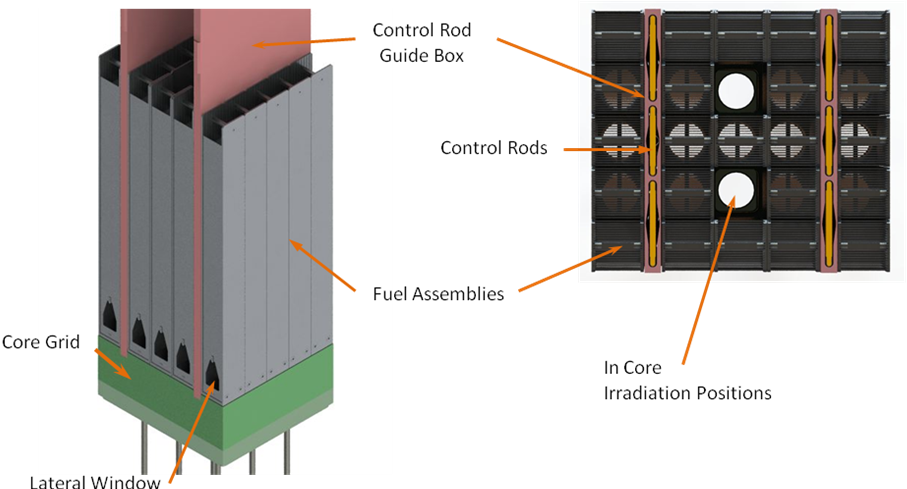 Control Rod
Guide Box
Control Rods
Fuel Assemblies
Core Grid
In Core
Irradiation Positions
Lateral Window